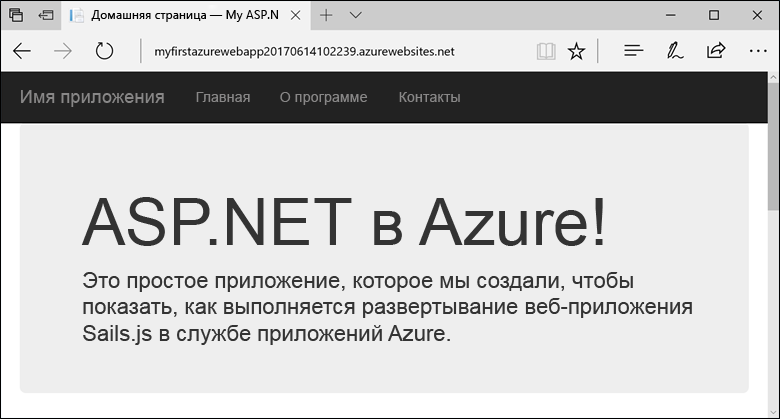 Домашняя страница — My ASP.N
myfirstazurewebapp20170614102239.azurewebsites.net
Имя приложения Главная О программе Контакты
ASP.NET в Azure!
Это простое приложение, которое мы создали, чтобы
показать, как выполняется развертывание веб-приложения
Sails.js в службе приложений Azure.